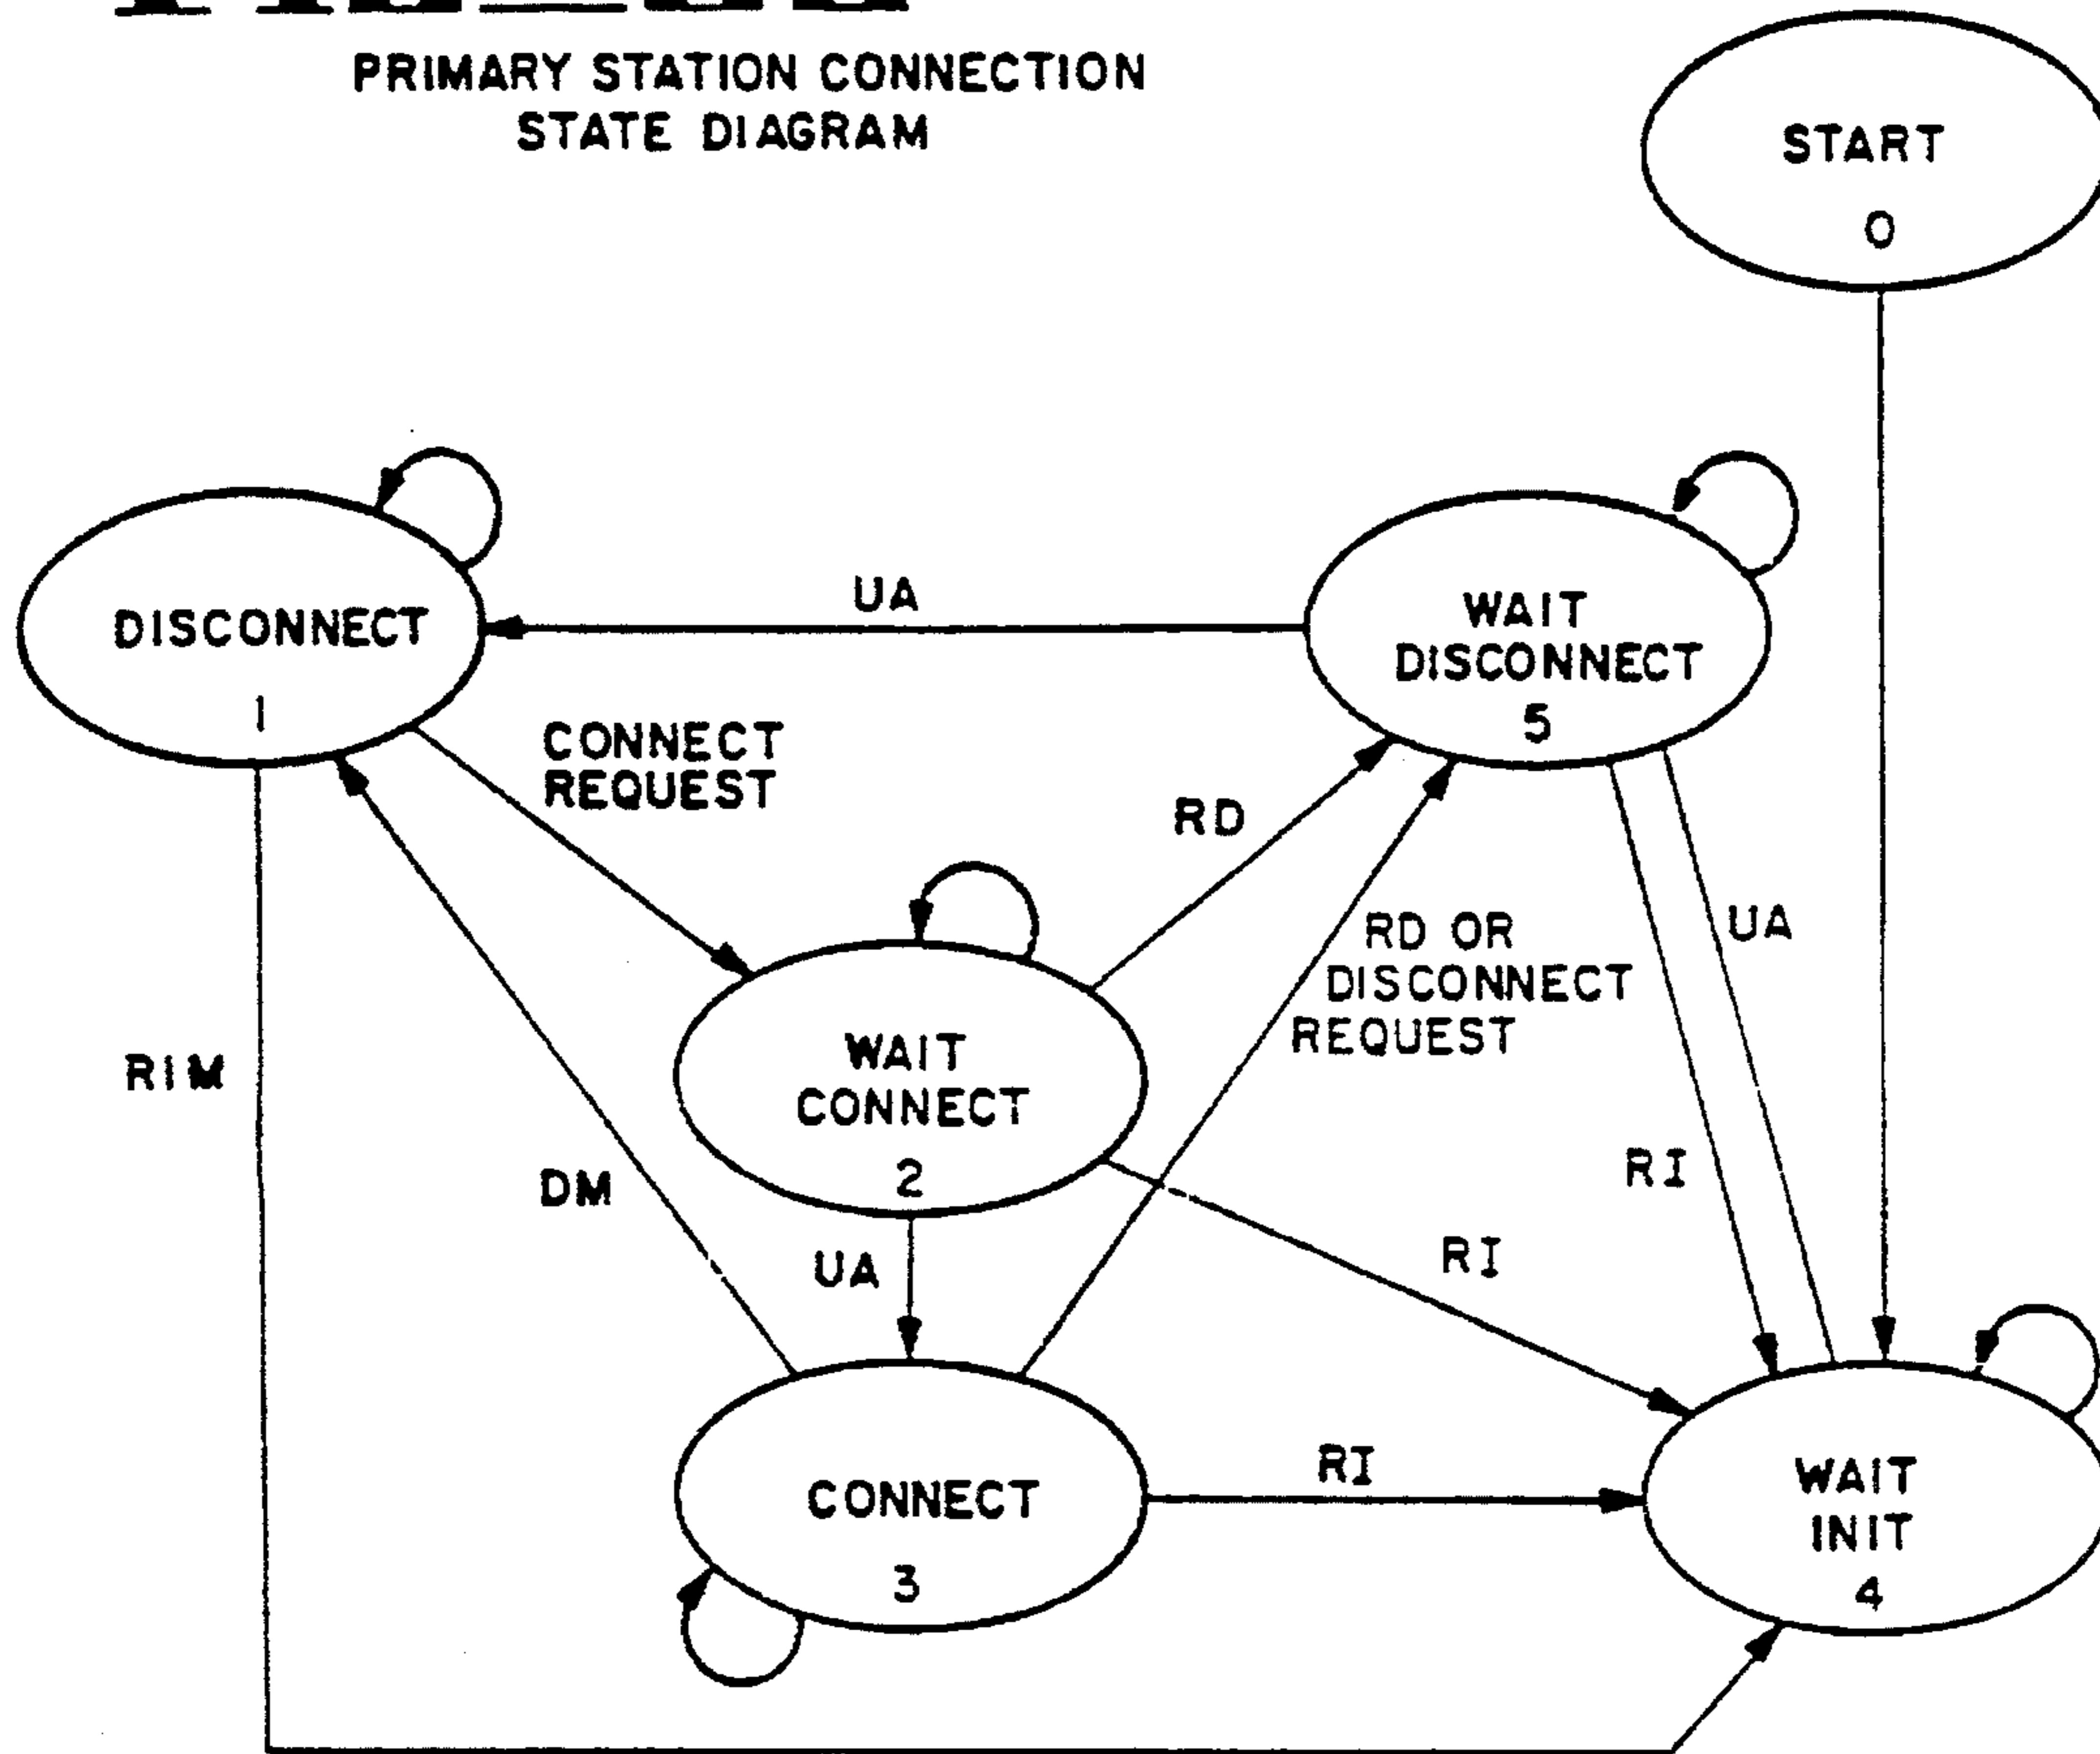 PRIMARY STATION CONNECTION
STATE DIAGRAM
START
0
DISCONNECT
1
UA
WAIT
DISCONNECT
5
CONNECT
REQUEST
RD
RD OR
DISCONNECT
REQUEST
UA
WAIT
CONNECT
2
RIM
DM
RI
UA
RI
CONNECT
3
RI
WAIT
INIT
4